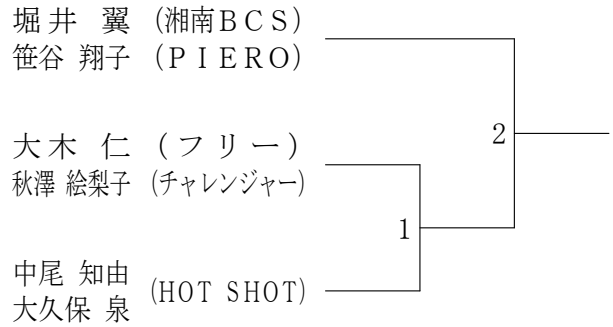 堀井 翼 (湘南ＢＣＳ)
笹谷 翔子 (ＰＩＥＲＯ)
2
大木 仁 (フリー)
秋澤 絵梨子 (チャレンジャー)
1
中尾 知由
(HOT SHOT)
大久保 泉